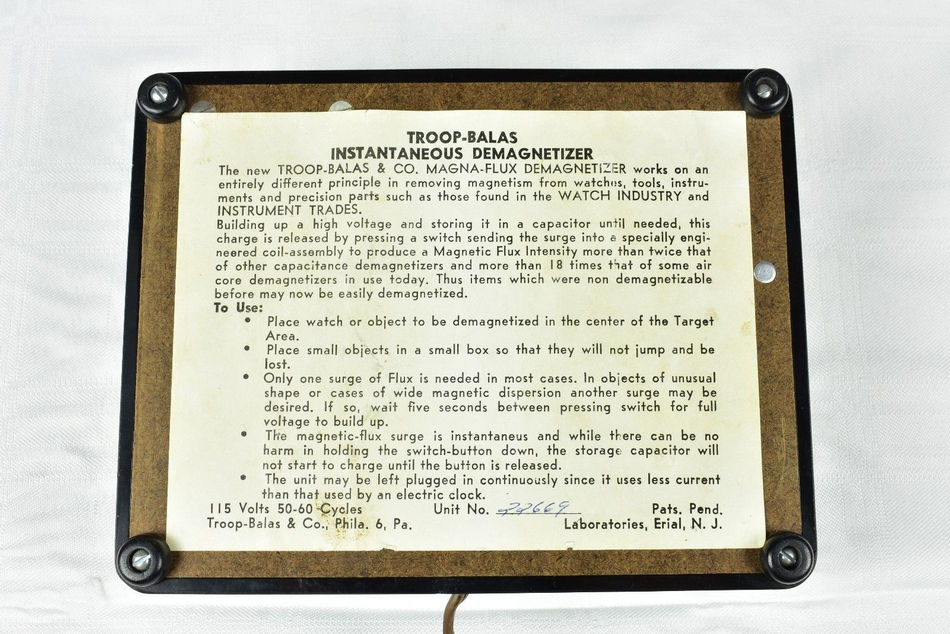 TROOP-BALAS
INSTANTANEOUS DEMAGNETIZER
The new TROOP-BALAS & CO. MAGNA-FLUX DEMAGNETIZER works on an
entirely different principle in removing magnetism from watches, tools, instru-
ments and precision parts such as those found in the WATCH INDUSTRY and
INSTRUMENT TRADES.
Building up a high voltage and storing it in a capacitor until needed, this
charge is released by pressing a switch sending the surge into a specially engi-
neered coil-assembly to produce a Magnetic Flux Intensity more than twice that
of other capacitance demagnetizers and more than 18 times that of some air
core demagnetizers in use today. Thus items which were non demagnetizable
before may now be easily demagnetized.
To Use:
• Place watch or object to be demagnetized in the center of the Target
Area.
• Place small objects in a small box so that they will not jump and be
lost.
• Only one surge of Flux is needed in most cases. In objects of unusual
shape or cases of wide magnetic dispersion another surge may be
desired. If so, wait five seconds between pressing switch for full
voltage to build up.
• The magnetic-flux surge is instantaneus and while there can be no
harm in holding the switch-button down, the storage capacitor will
not start to charge until the button is released.
• The unit may be left plugged in continuously since it uses less current
than that used by an electric clock.
115 Volts 50-60 Cycles Unit No. 22669 Pats. Pend.
Troop-Balas & Co., Phila. 6, Pa. Laboratories, Erial, N. J.